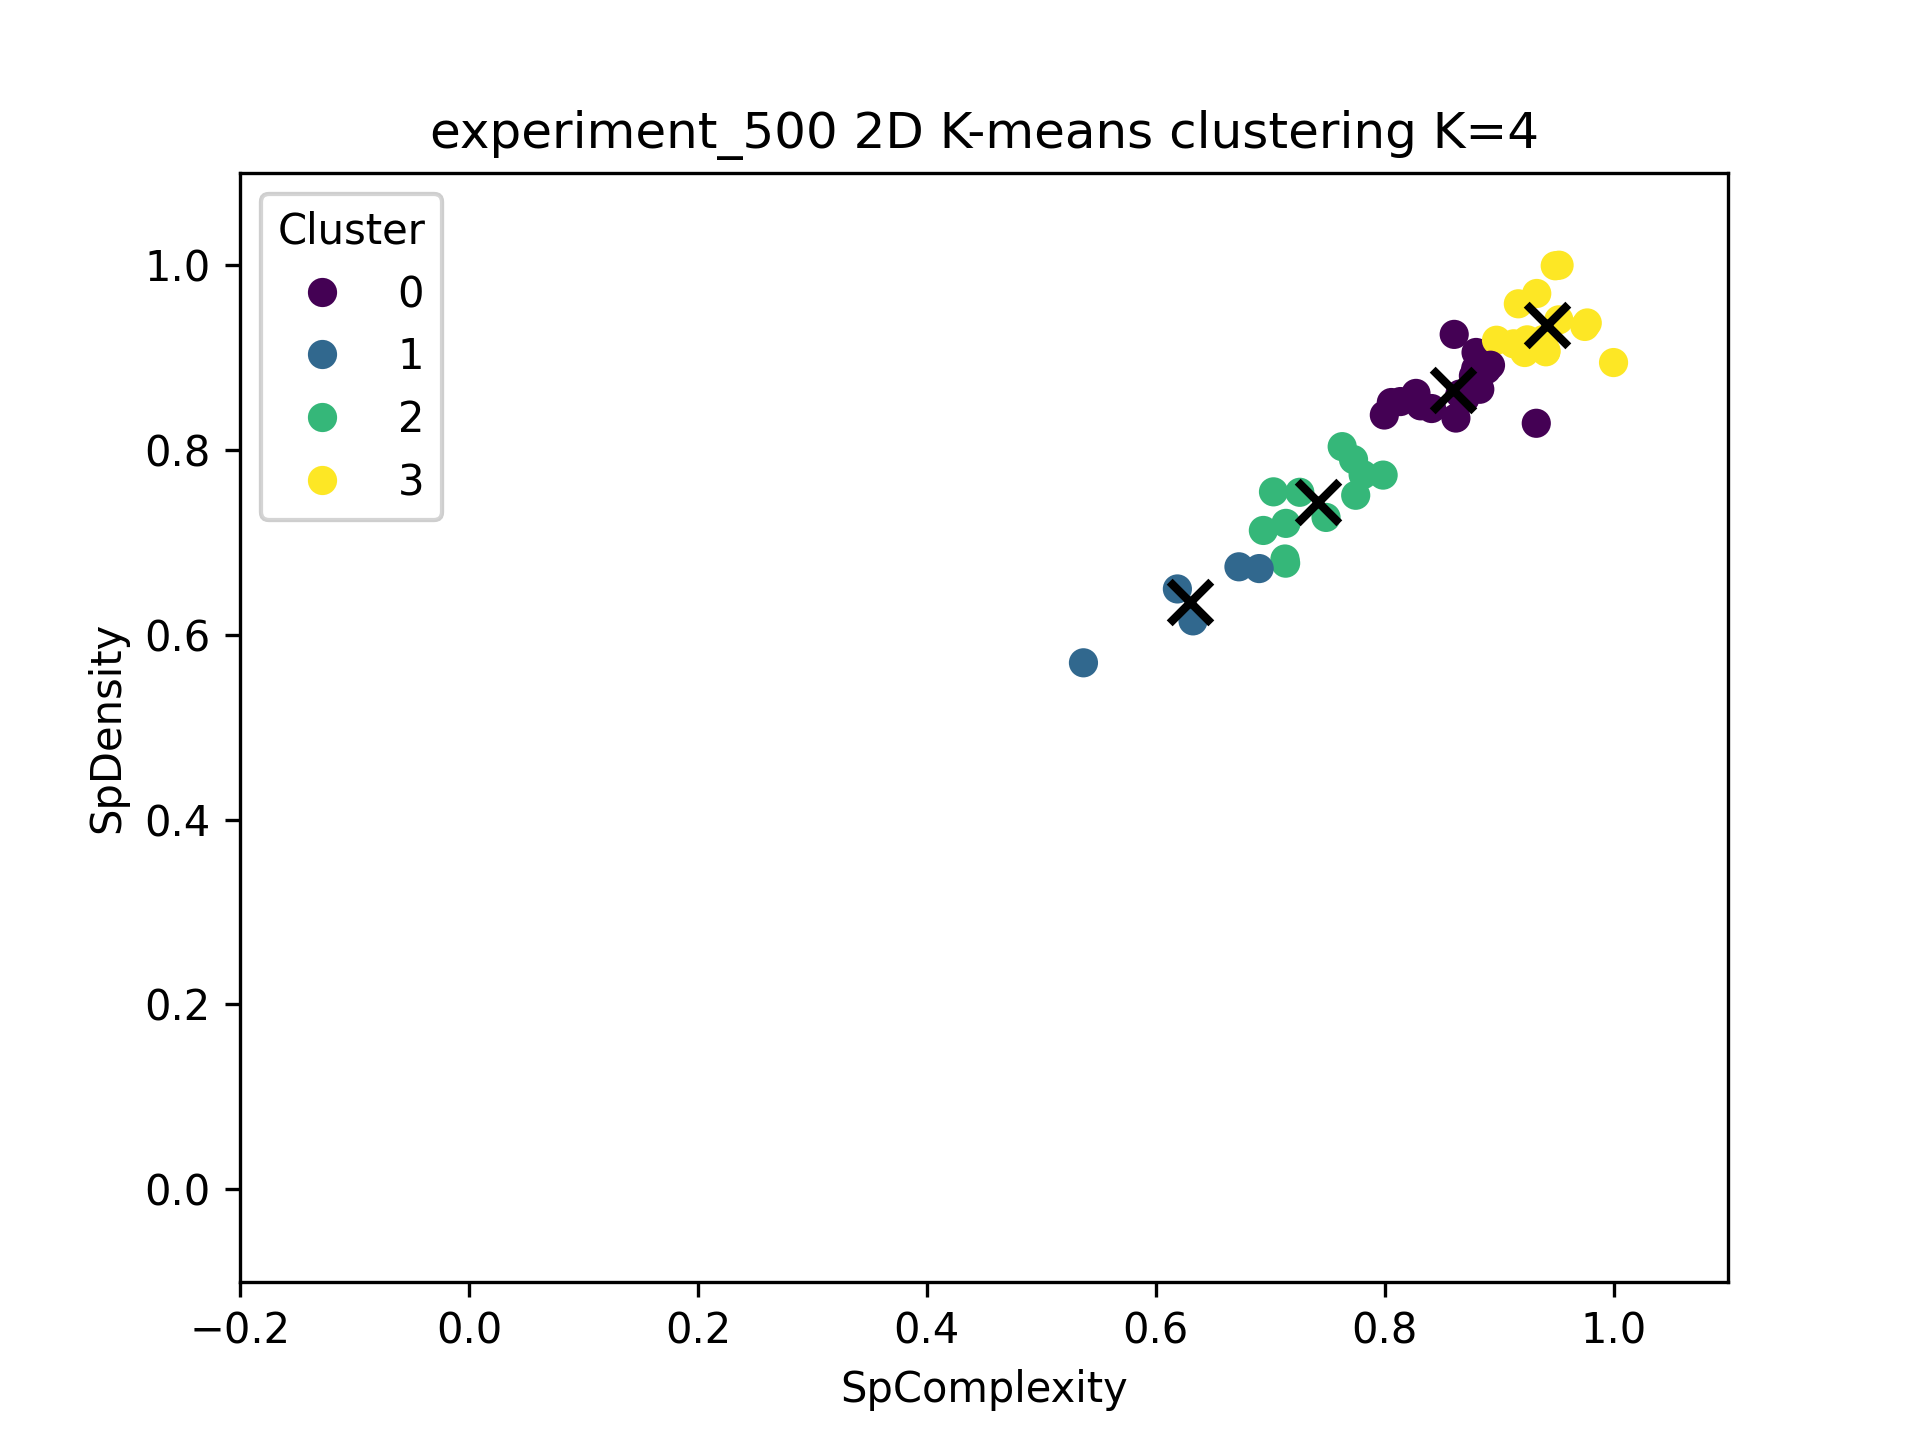 experiment_500 2D K-means clustering K=4
Cluster
0
1
2
3
1.0
0.8
0.6
0.4
0.2
0.0
SpDensity
−0.2 0.0 0.2 0.4 0.6 0.8 1.0
SpComplexity